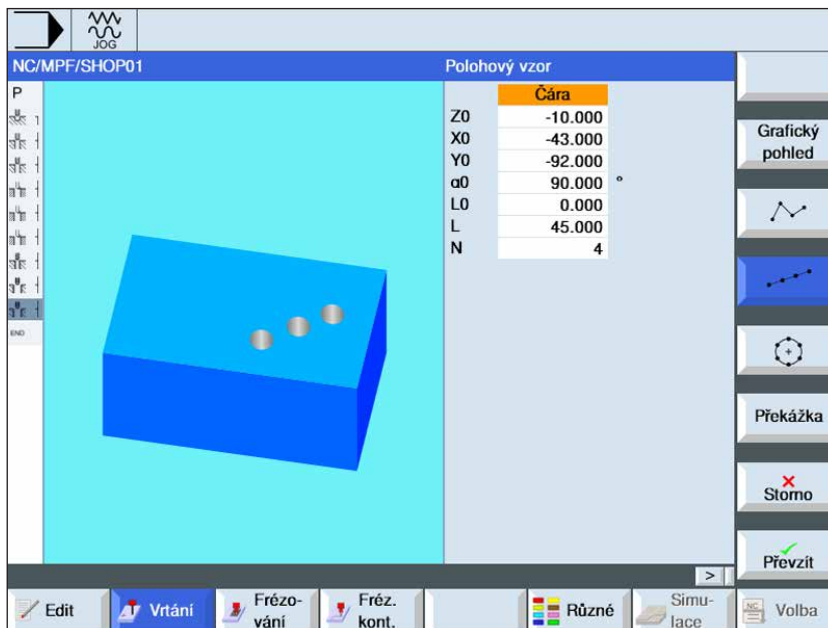 JOG
NC/MPF/SHOP01
Polohový vzor
P
END
Čára
Z0 -10.000
X0 -43.000
Y0 -92.000
α0 90.000 °
L0 0.000
L 45.000
N 4
Grafický
pohled
Překážka
Storno
Převzít
>
Edit
Vrtání
Frézo-
vání
Fréz.
kont.
Různé
Simu-
lace
NC
Volba